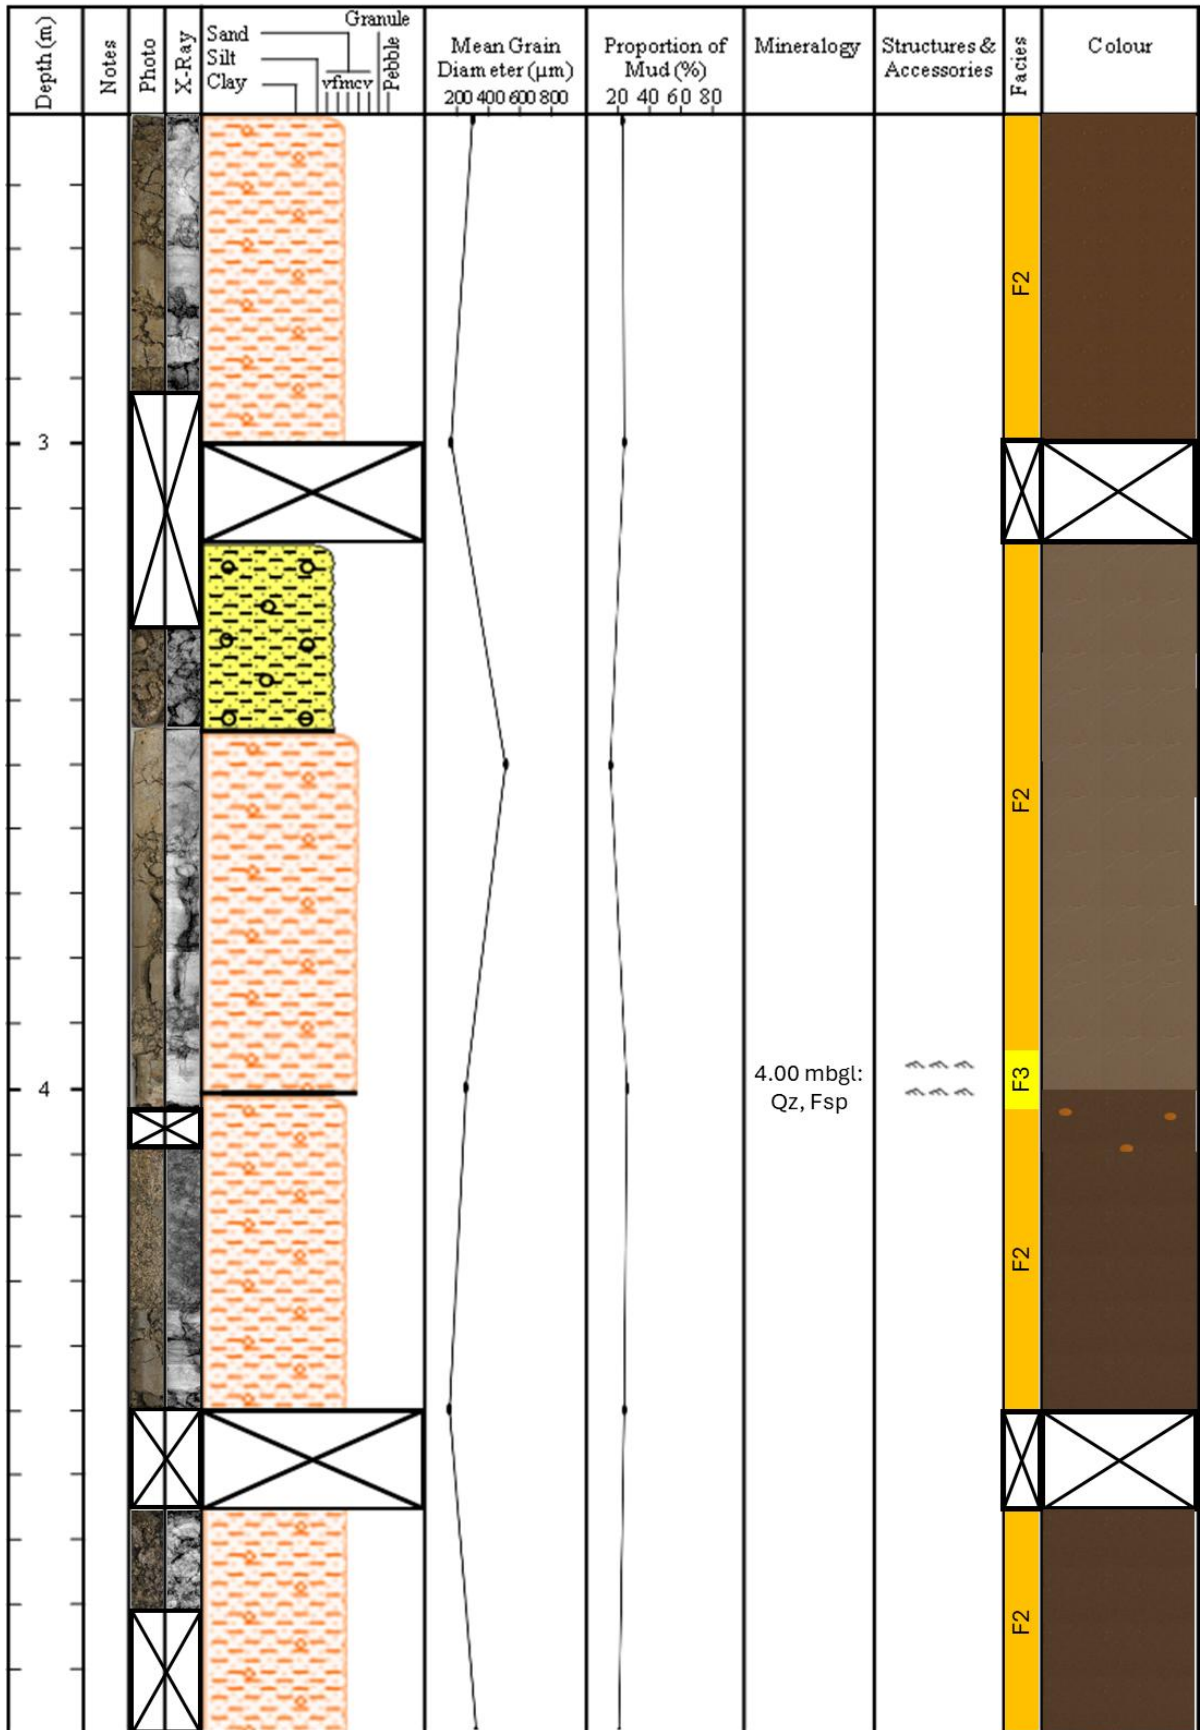 Depth (m)
Notes
Photo
X-Ray
Sand
Silt
Clay
vfmcv
Granule
Pebble
Mean Grain
Diameter (μm)
200 400 600 800
Proportion of
Mud (%)
20 40 60 80
Mineralogy
Structures &
Accessories
Facies
Colour
F2
3
F2
4
4.00 mbgl:
Qz, Fsp
F3
F2
F2